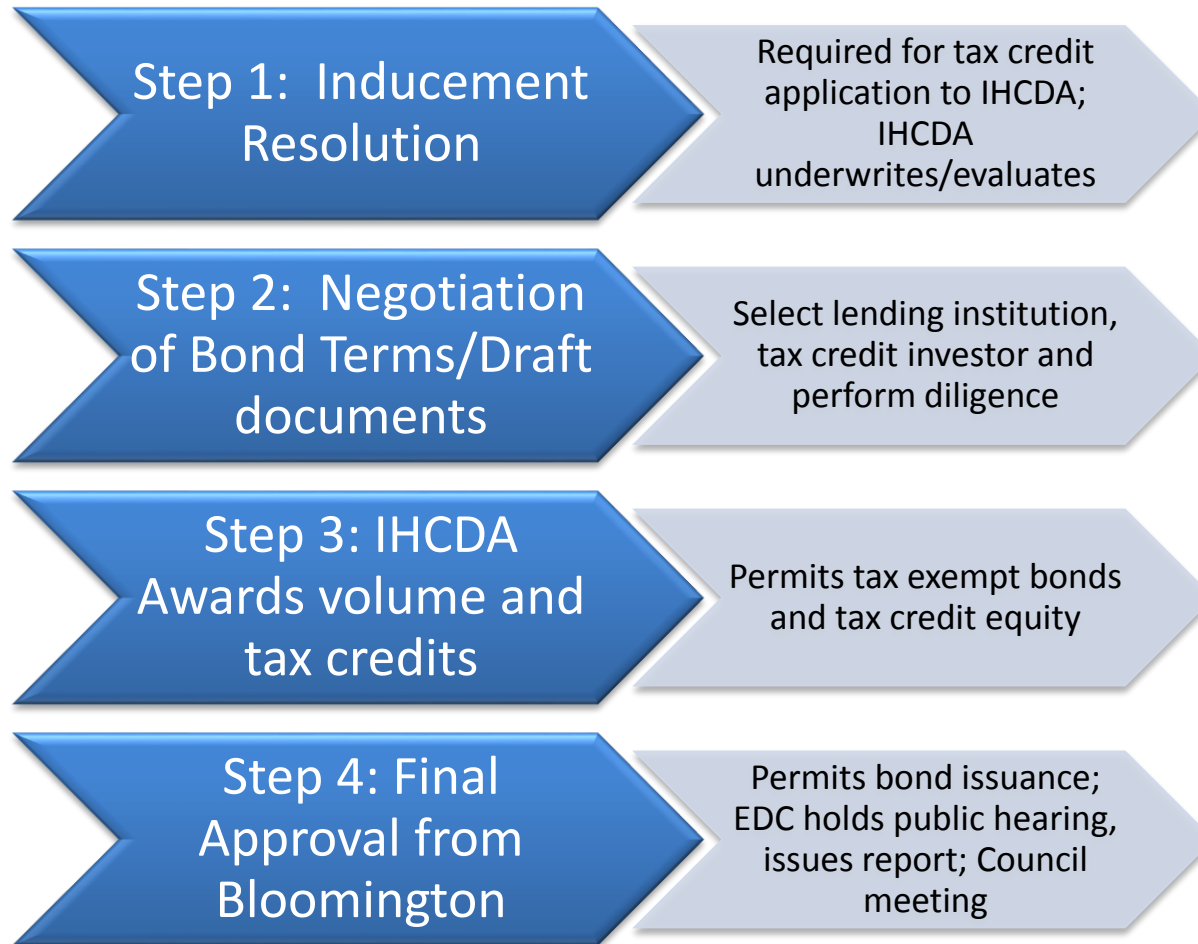 Step 1:  Inducement
Resolution
Required for tax credit
application to IHCDA;
IHCDA
underwrites/evaluates
Step 2:  Negotiation
of Bond Terms/Draft
documents
Select lending institution,
tax credit investor and
perform diligence
Step 3: IHCDA
Awards volume and
tax credits
Permits tax exempt bonds
and tax credit equity
Step 4: Final
Approval from
Bloomington
Permits bond issuance;
EDC holds public hearing,
issues report; Council
meeting